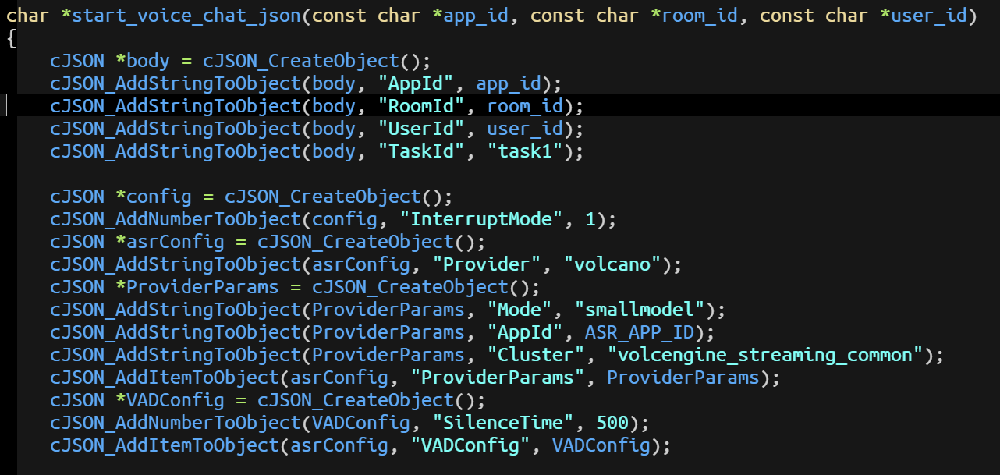 char *start_voice_chat_json(const char *app_id, const char *room_id, const char *user_id)
{
    cJSON *body = cJSON_CreateObject();
    cJSON_AddStringToObject(body, "AppId", app_id);
    cJSON_AddStringToObject(body, "RoomId", room_id);
    cJSON_AddStringToObject(body, "UserId", user_id);
    cJSON_AddStringToObject(body, "TaskId", "task1");

    cJSON *config = cJSON_CreateObject();
    cJSON_AddNumberToObject(config, "InterruptMode", 1);
    cJSON *asrConfig = cJSON_CreateObject();
    cJSON_AddStringToObject(asrConfig, "Provider", "volcano");
    cJSON *ProviderParams = cJSON_CreateObject();
    cJSON_AddStringToObject(ProviderParams, "Mode", "smallmodel");
    cJSON_AddStringToObject(ProviderParams, "AppId", ASR_APP_ID);
    cJSON_AddStringToObject(ProviderParams, "Cluster", "volcengine_streaming_common");
    cJSON_AddItemToObject(asrConfig, "ProviderParams", ProviderParams);
    cJSON *VADConfig = cJSON_CreateObject();
    cJSON_AddNumberToObject(VADConfig, "SilenceTime", 500);
    cJSON_AddItemToObject(asrConfig, "VADConfig", VADConfig);